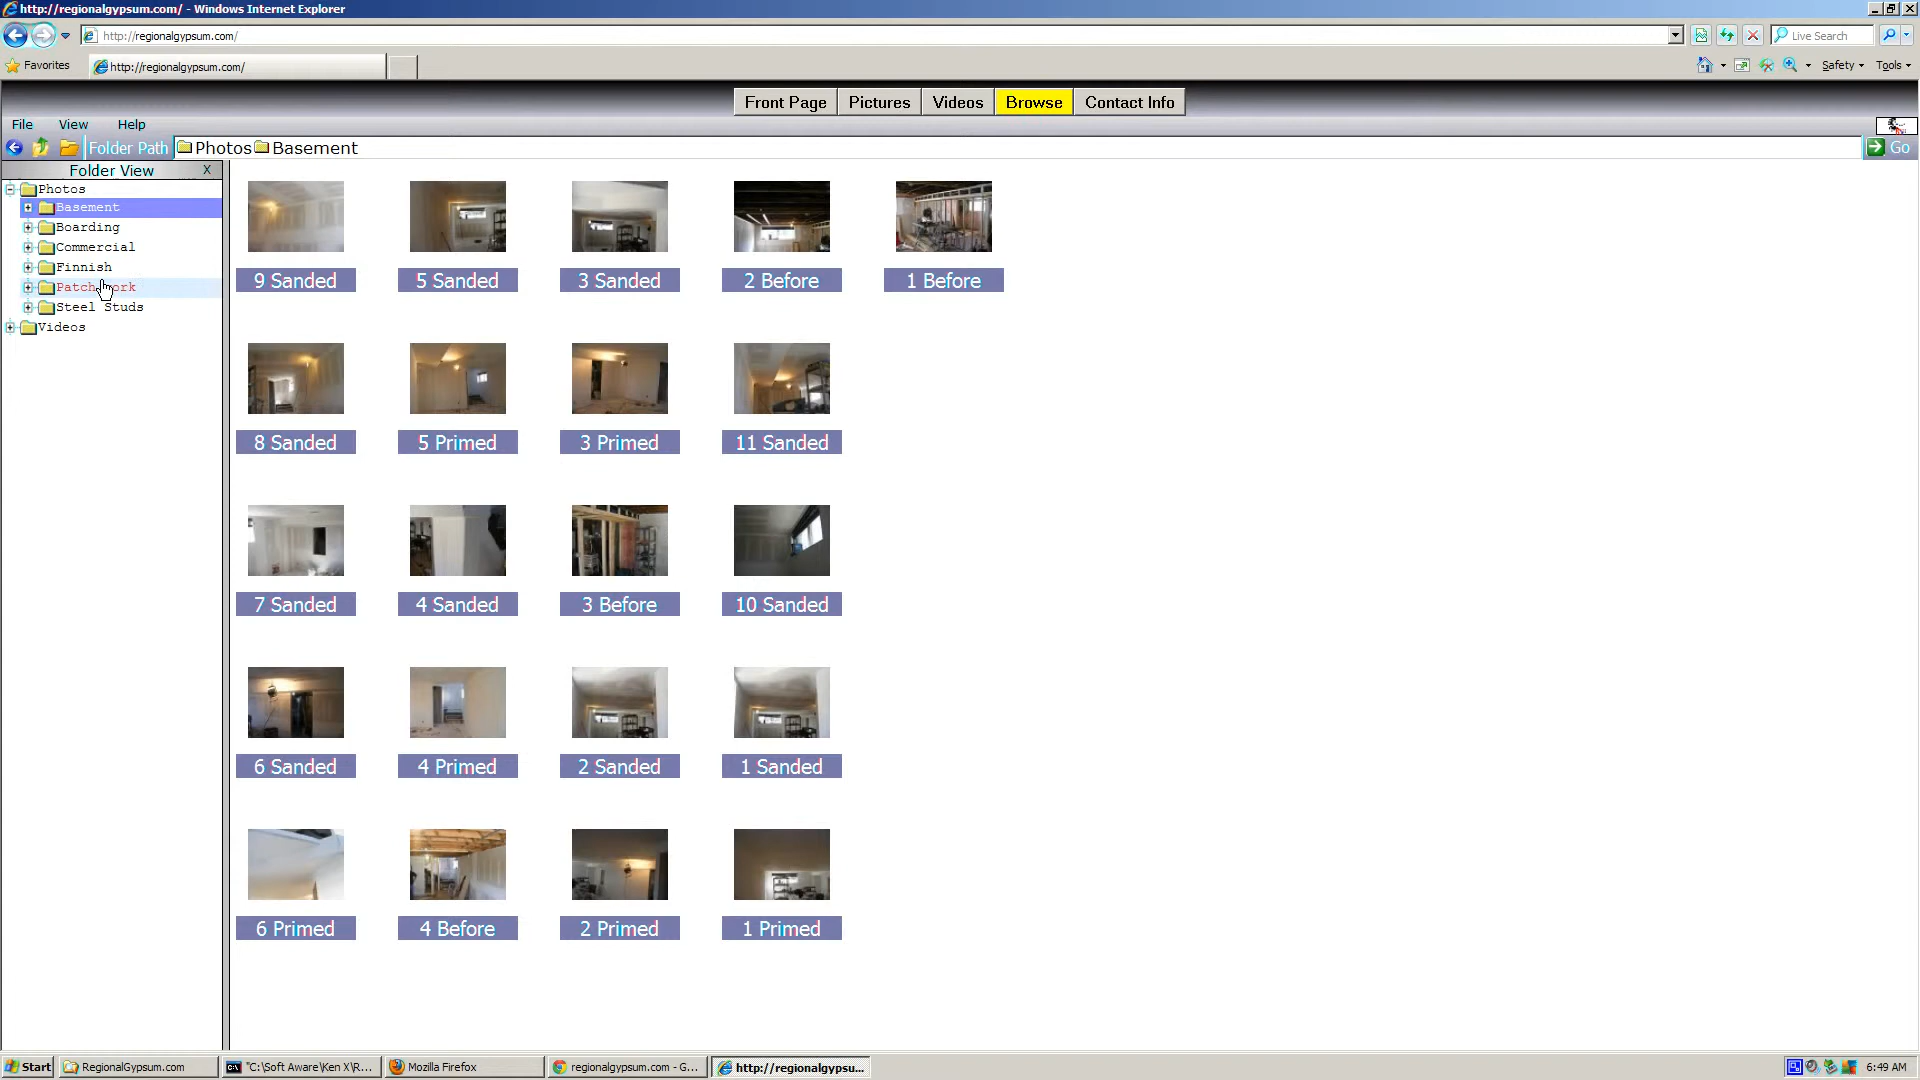 http://regionalgypsum.com/ - Windows Internet Explorer
http://regionalgypsum.com/
Live Search
Favorites
http://regionalgypsum.com/
Safety
Tools
Front Page
Pictures
Videos
Browse
Contact Info
File
View
Help
Folder Path
Photos
Basement
Go
Folder View
X
Photos
Basement
Boarding
Commercial
Finnish
Patch Work
Steel Studs
Videos
9 Sanded
5 Sanded
3 Sanded
2 Before
1 Before
8 Sanded
5 Primed
3 Primed
11 Sanded
7 Sanded
4 Sanded
3 Before
10 Sanded
6 Sanded
4 Primed
2 Sanded
1 Sanded
6 Primed
4 Before
2 Primed
1 Primed
Start
RegionalGypsum.com
"C:\Soft Aware\Ken X\R...
Mozilla Firefox
regionalgypsum.com - G...
http://regionalgypsu...
6:49 AM